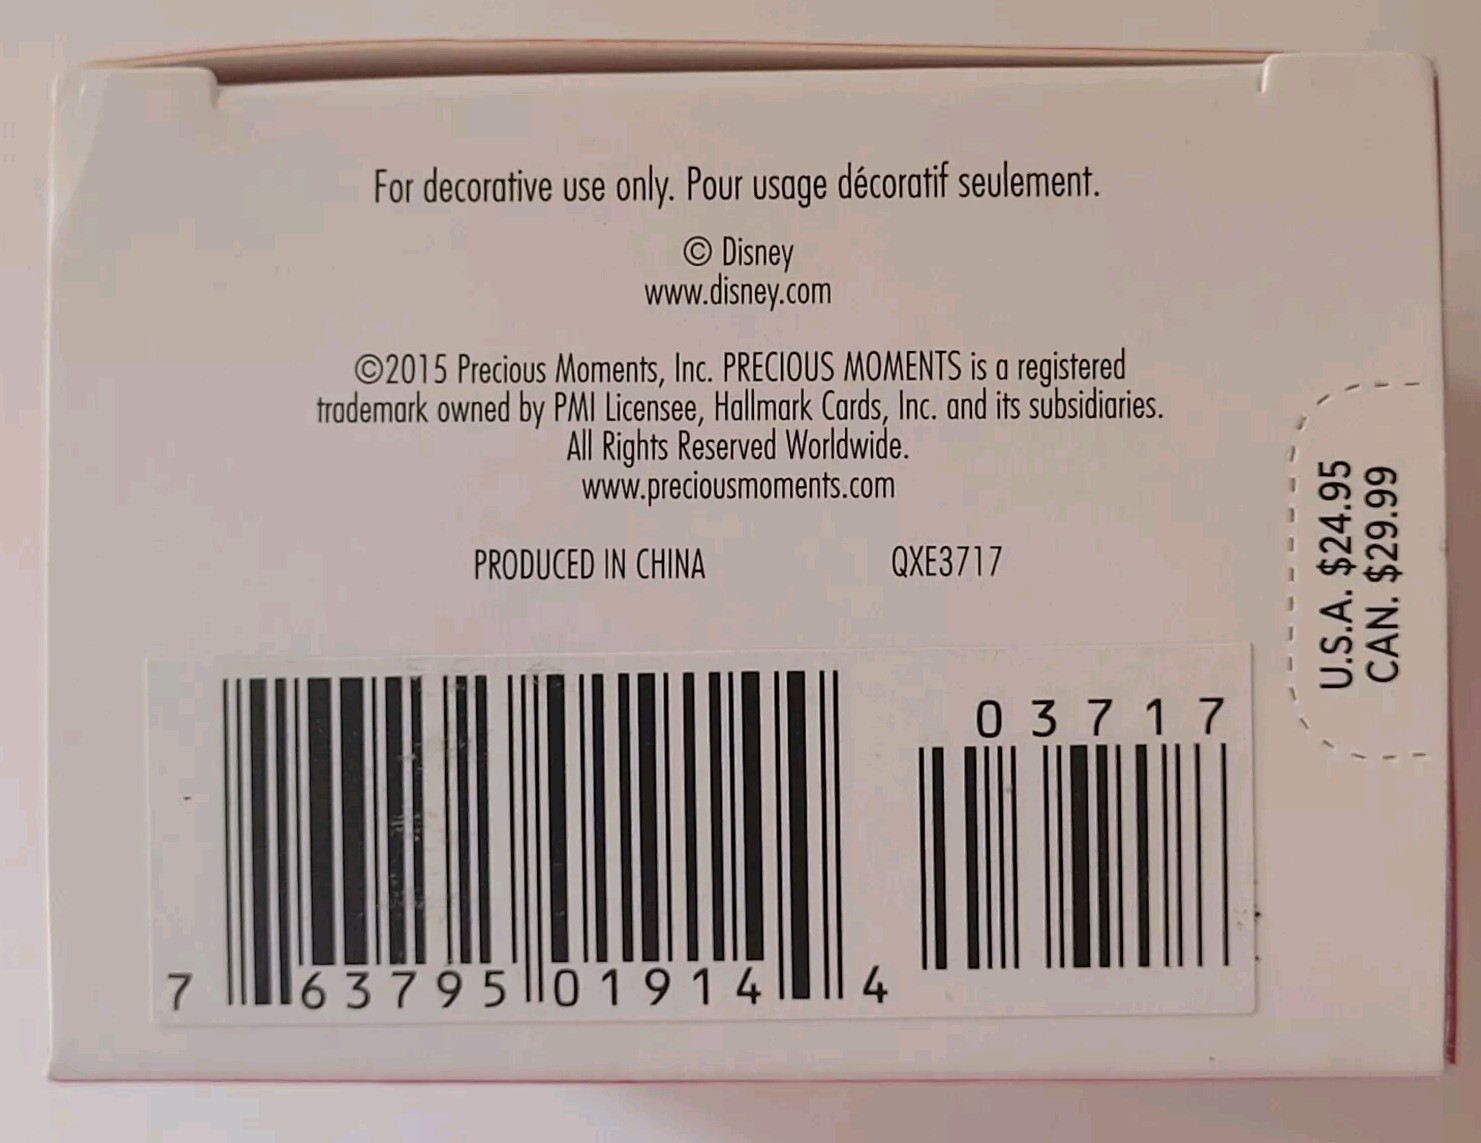 For decorative use only. Pour usage décoratif seulement.
© Disney
www.disney.com
©2015 Precious Moments, Inc. PRECIOUS MOMENTS is a registered
trademark owned by PMI Licensee, Hallmark Cards, Inc. and its subsidiaries.
All Rights Reserved Worldwide.
www.preciousmoments.com
PRODUCED IN CHINA QXE3717
U.S.A. $24.95
CAN. $29.99
03717
7 63795 01914 4